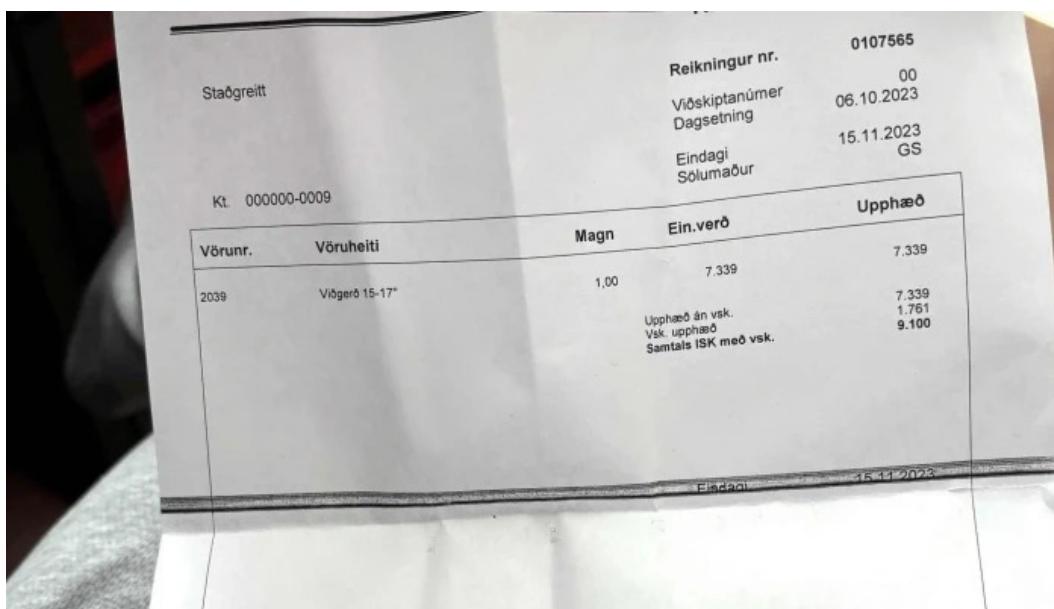 Staðgreitt
Reikningur nr. 0107565
Viðskiptanúmer 00
Dagsetning 06.10.2023
Eindagi 15.11.2023
Sölumaður GS
Kt. 000000-0009
Vörunr. Vöruheiti Magn Ein.verð Upphæð
2039 Viðgerð 15-17" 1,00 7.339 7.339
Upphæð án vsk. 7.339
Vsk. upphæð 1.761
Samtals ISK með vsk. 9.100
Eindagi 15.11.2023